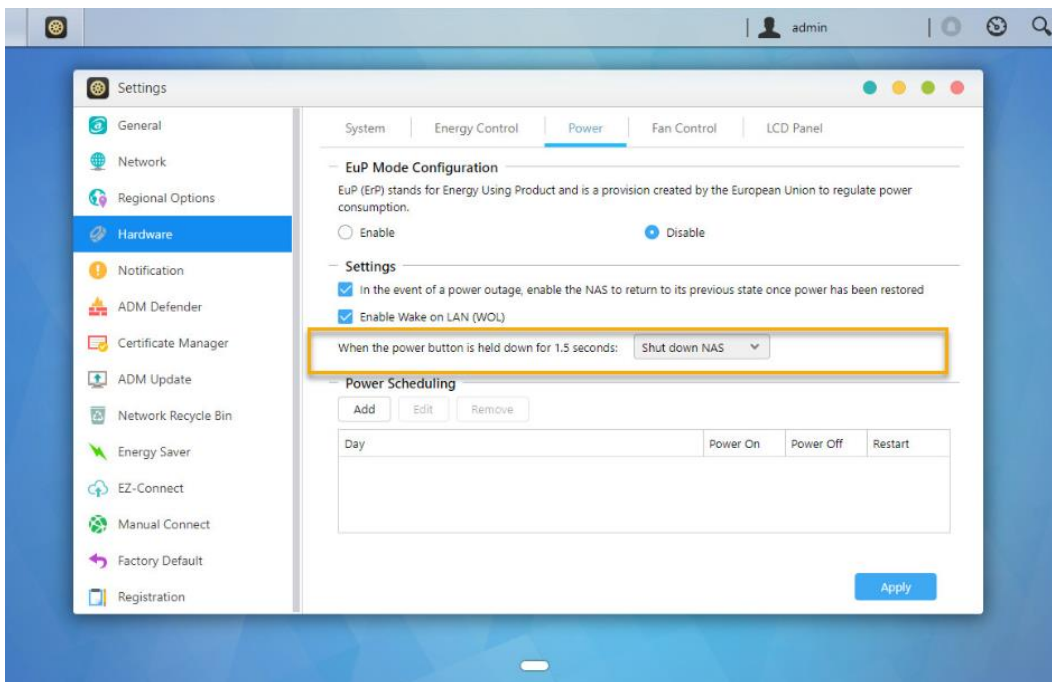 admin
Settings
General
Network
Regional Options
Hardware
Notification
ADM Defender
Certificate Manager
ADM Update
Network Recycle Bin
Energy Saver
EZ-Connect
Manual Connect
Factory Default
Registration
System Energy Control Power Fan Control LCD Panel
EuP Mode Configuration
EuP (ErP) stands for Energy Using Product and is a provision created by the European Union to regulate power
consumption.
Enable Disable
Settings
In the event of a power outage, enable the NAS to return to its previous state once power has been restored
Enable Wake on LAN (WOL)
When the power button is held down for 1.5 seconds: Shut down NAS
Power Scheduling
Add Edit Remove
Day Power On Power Off Restart
Apply